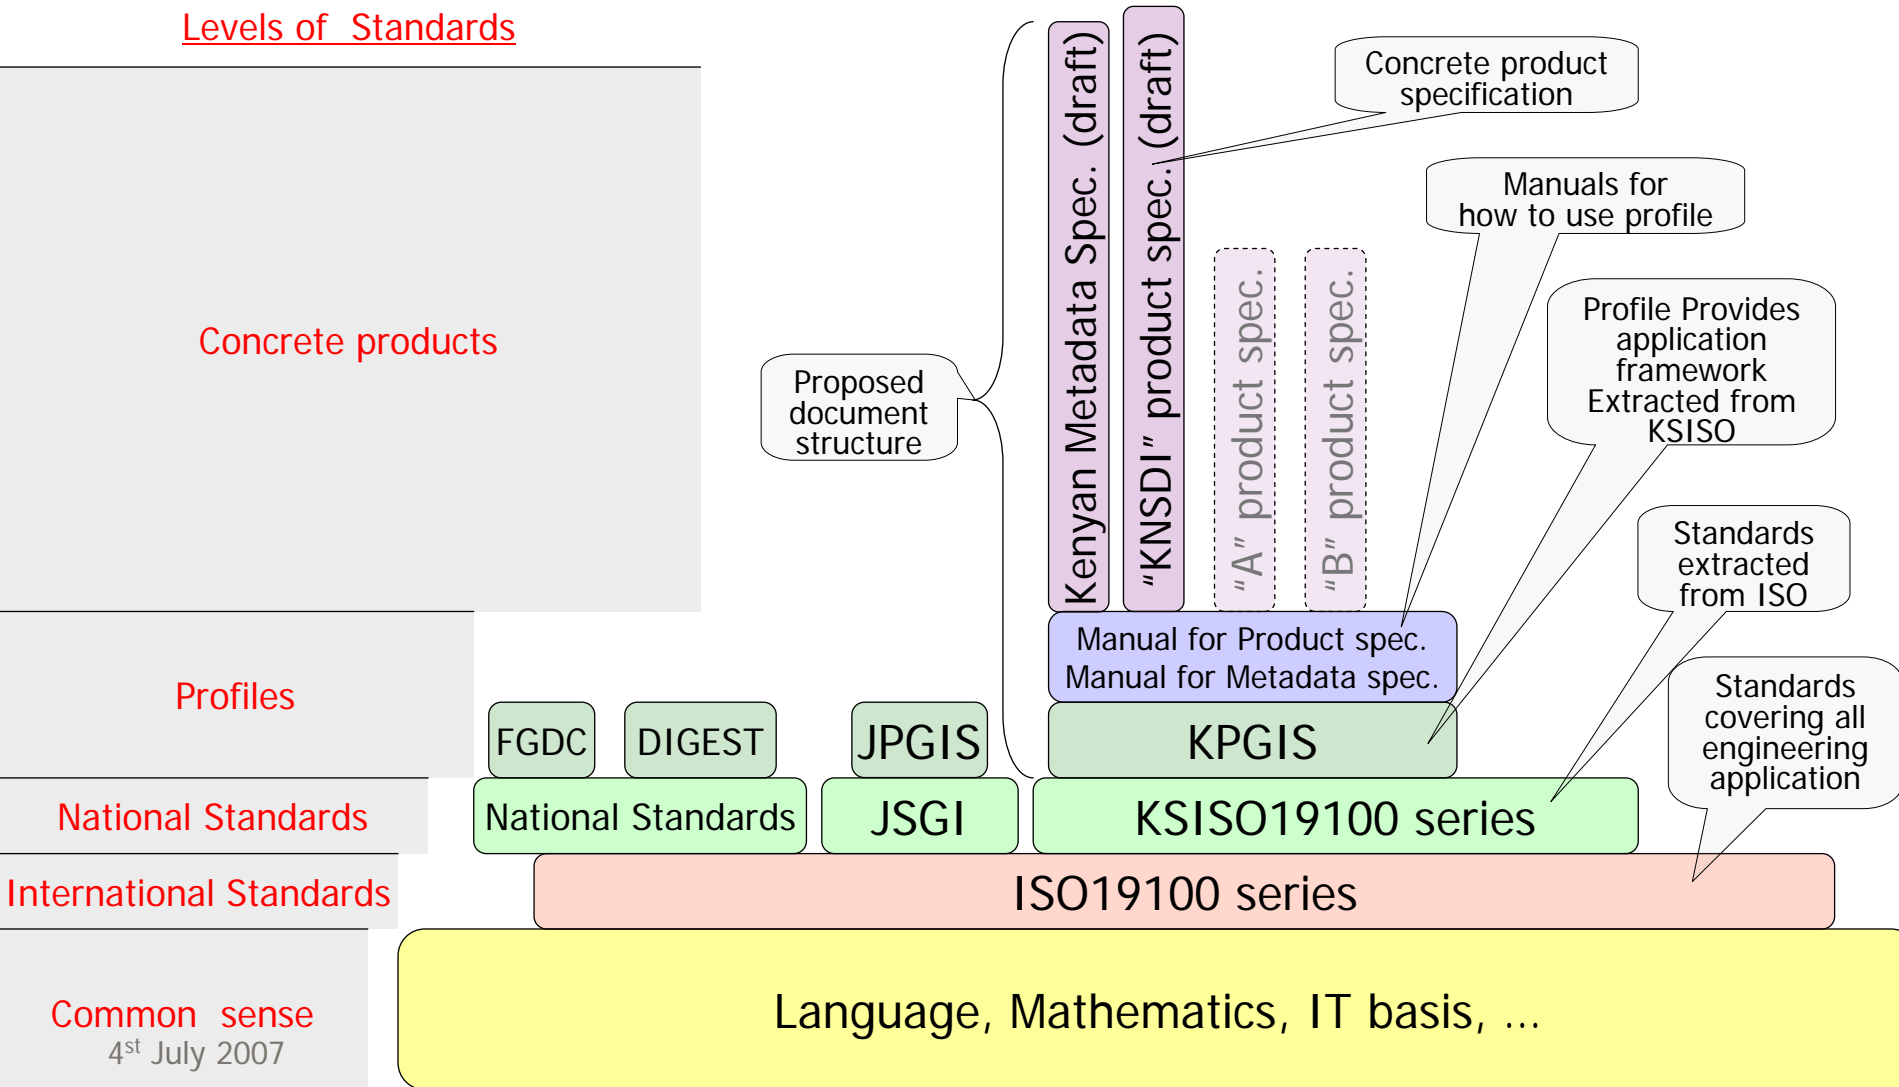 Levels of  Standards
Concrete products
Profiles
National Standards
International Standards
Common  sense
4st July 2007
Proposed
document
structure
Kenyan Metadata Spec. (draft)
“KNSDI” product spec. (draft)
“A” product spec.
“B” product spec.
Concrete product
specification
Manuals for
how to use profile
Profile Provides
application
framework
Extracted from
KSISO
Standards
extracted
from ISO
Standards
covering all
engineering
application
Manual for Product spec.
Manual for Metadata spec.
FGDC
DIGEST
JPGIS
KPGIS
National Standards
JSGI
KSISO19100 series
ISO19100 series
Language, Mathematics, IT basis, ...